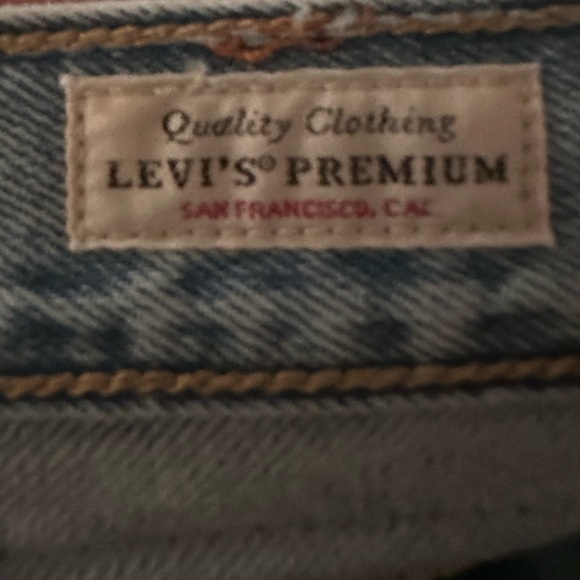 Quality Clothing
LEVI'S® PREMIUM
SAN FRANCISCO, CAL